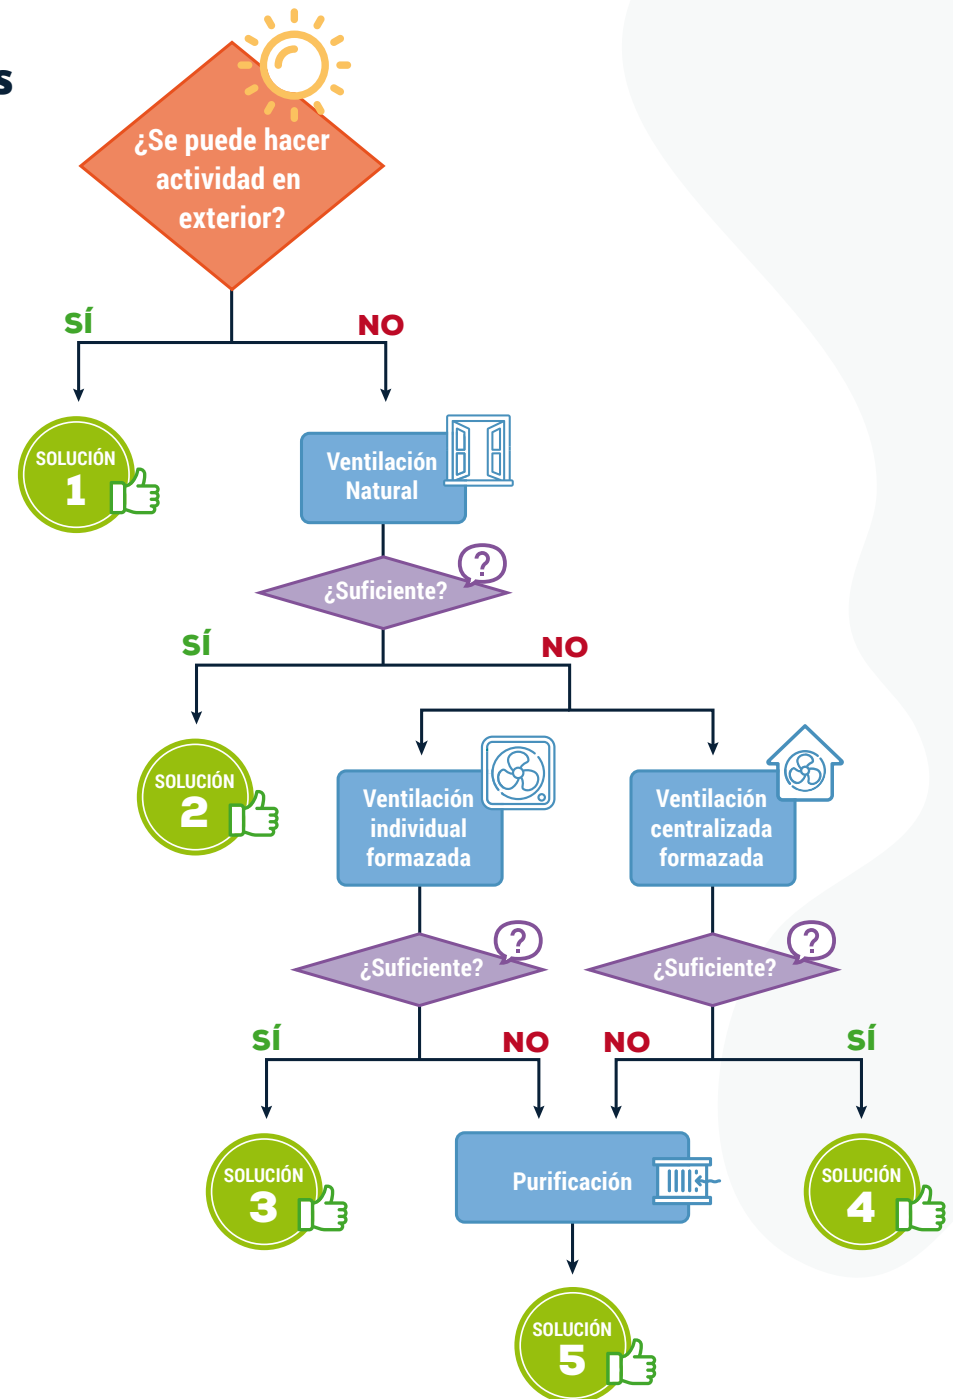 s
¿Se puede hacer
actividad en
exterior?
SÍ
NO
SOLUCIÓN
1
Ventilación
Natural
¿Suficiente?
?
SÍ
NO
SOLUCIÓN
2
Ventilación
individual
formazada
Ventilación
centralizada
formazada
¿Suficiente?
?
¿Suficiente?
?
SÍ
NO
NO
SÍ
SOLUCIÓN
3
Purificación
SOLUCIÓN
4
SOLUCIÓN
5